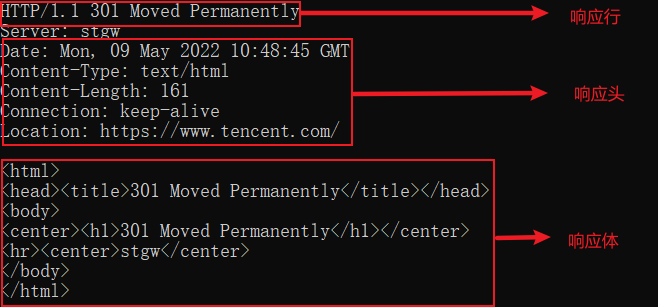 HTTP/1.1 301 Moved Permanently
响应行
Server: stgw
Date: Mon, 09 May 2022 10:48:45 GMT
Content-Type: text/html
Content-Length: 161
响应头
Connection: keep-alive
Location: https://www.tencent.com/
<html>
<head><title>301 Moved Permanently</title></head>
<body>
<center><h1>301 Moved Permanently</h1></center>
响应体
<hr><center>stgw</center>
</body>
</html>